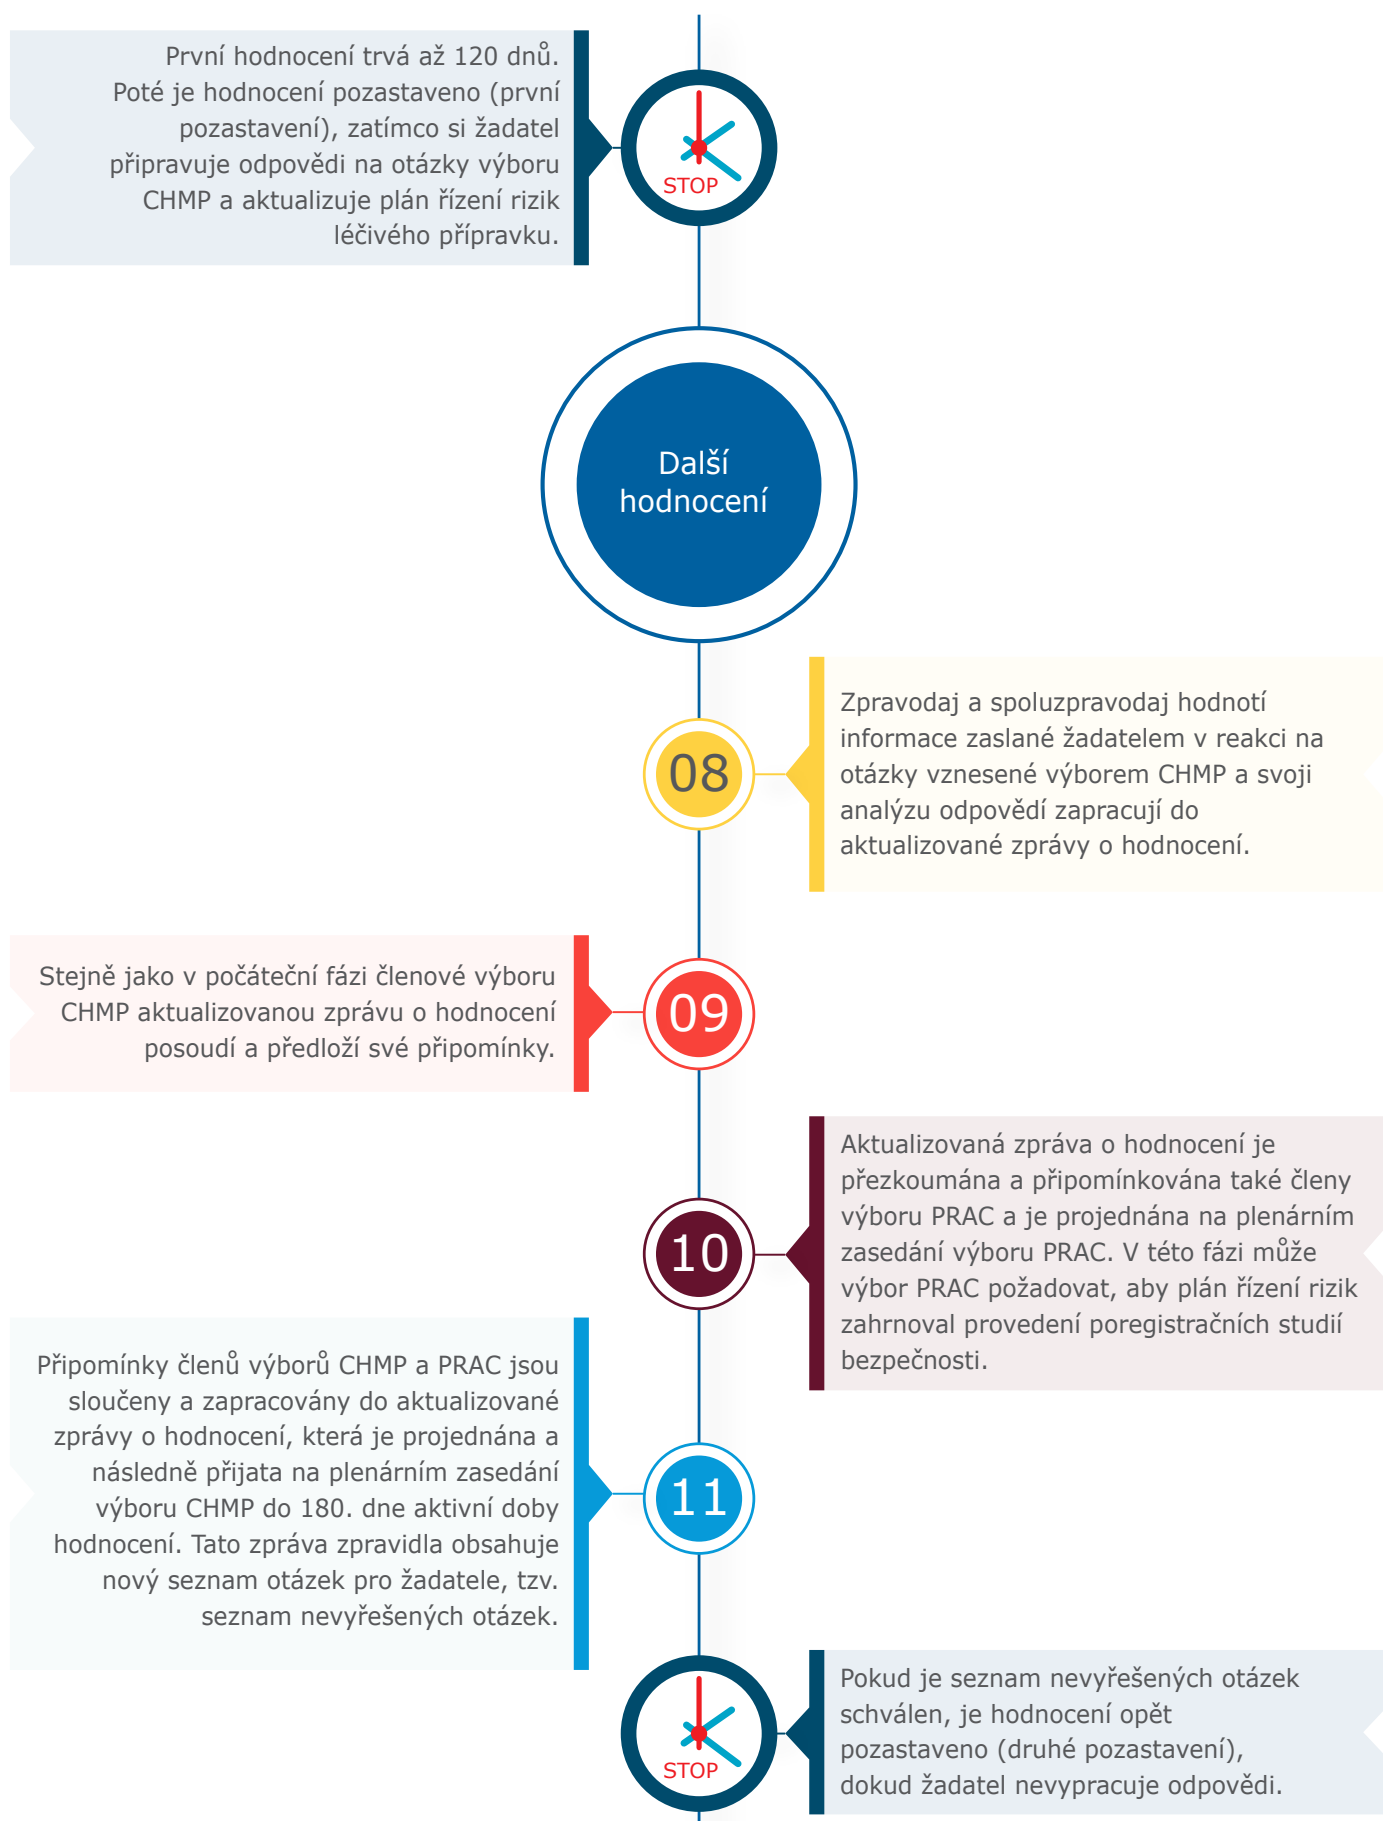 První hodnocení trvá až 120 dnů.
Poté je hodnocení pozastaveno (první
pozastavení), zatímco si žadatel
připravuje odpovědi na otázky výboru
CHMP a aktualizuje plán řízení rizik
léčivého přípravku.
STOP
Další
hodnocení
08
Zpravodaj a spoluzpravodaj hodnotí
informace zaslané žadatelem v reakci na
otázky vznesené výborem CHMP a svoji
analýzu odpovědí zapracují do
aktualizované zprávy o hodnocení.
Stejně jako v počáteční fázi členové výboru
CHMP aktualizovanou zprávu o hodnocení
posoudí a předloží své připomínky.
09
10
Aktualizovaná zpráva o hodnocení je
přezkoumána a připomínkována také členy
výboru PRAC a je projednána na plenárním
zasedání výboru PRAC. V této fázi může
výbor PRAC požadovat, aby plán řízení rizik
zahrnoval provedení poregistračních studií
bezpečnosti.
Připomínky členů výborů CHMP a PRAC jsou
sloučeny a zapracovány do aktualizované
zprávy o hodnocení, která je projednána a
následně přijata na plenárním zasedání
výboru CHMP do 180. dne aktivní doby
hodnocení. Tato zpráva zpravidla obsahuje
nový seznam otázek pro žadatele, tzv.
seznam nevyřešených otázek.
11
STOP
Pokud je seznam nevyřešených otázek
schválen, je hodnocení opět
pozastaveno (druhé pozastavení),
dokud žadatel nevypracuje odpovědi.